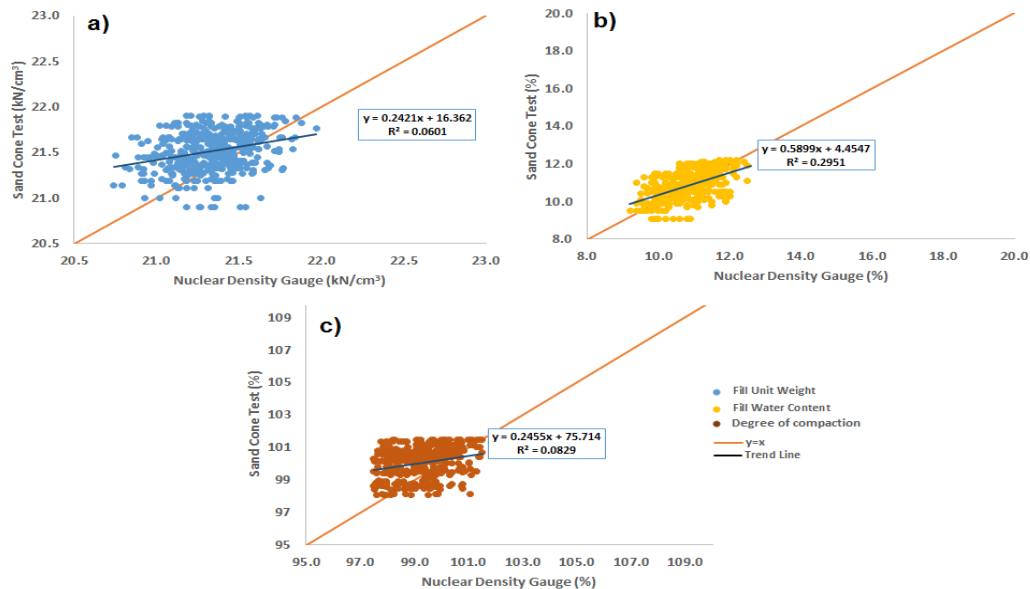 a)
Sand Cone Test (kN/cm³)
23.0
22.5
22.0
21.5
21.0
20.5
y = 0.2421x + 16.362
R² = 0.0601
20.5 21.0 21.5 22.0 22.5 23.0
Nuclear Density Gauge (kN/cm³)
b)
Sand Cone Test (%)
20.0
18.0
16.0
14.0
12.0
10.0
8.0
y = 0.5899x + 4.4547
R² = 0.2951
8.0 10.0 12.0 14.0 16.0 18.0 20.0
Nuclear Density Gauge (%)
c)
Sand Cone Test (%)
109
107
105
103
101
99
97
95
y = 0.2455x + 75.714
R² = 0.0829
95.0 97.0 99.0 101.0 103.0 105.0 107.0 109.0
Nuclear Density Gauge (%)
Fill Unit Weight
Fill Water Content
Degree of compaction
y=x
Trend Line